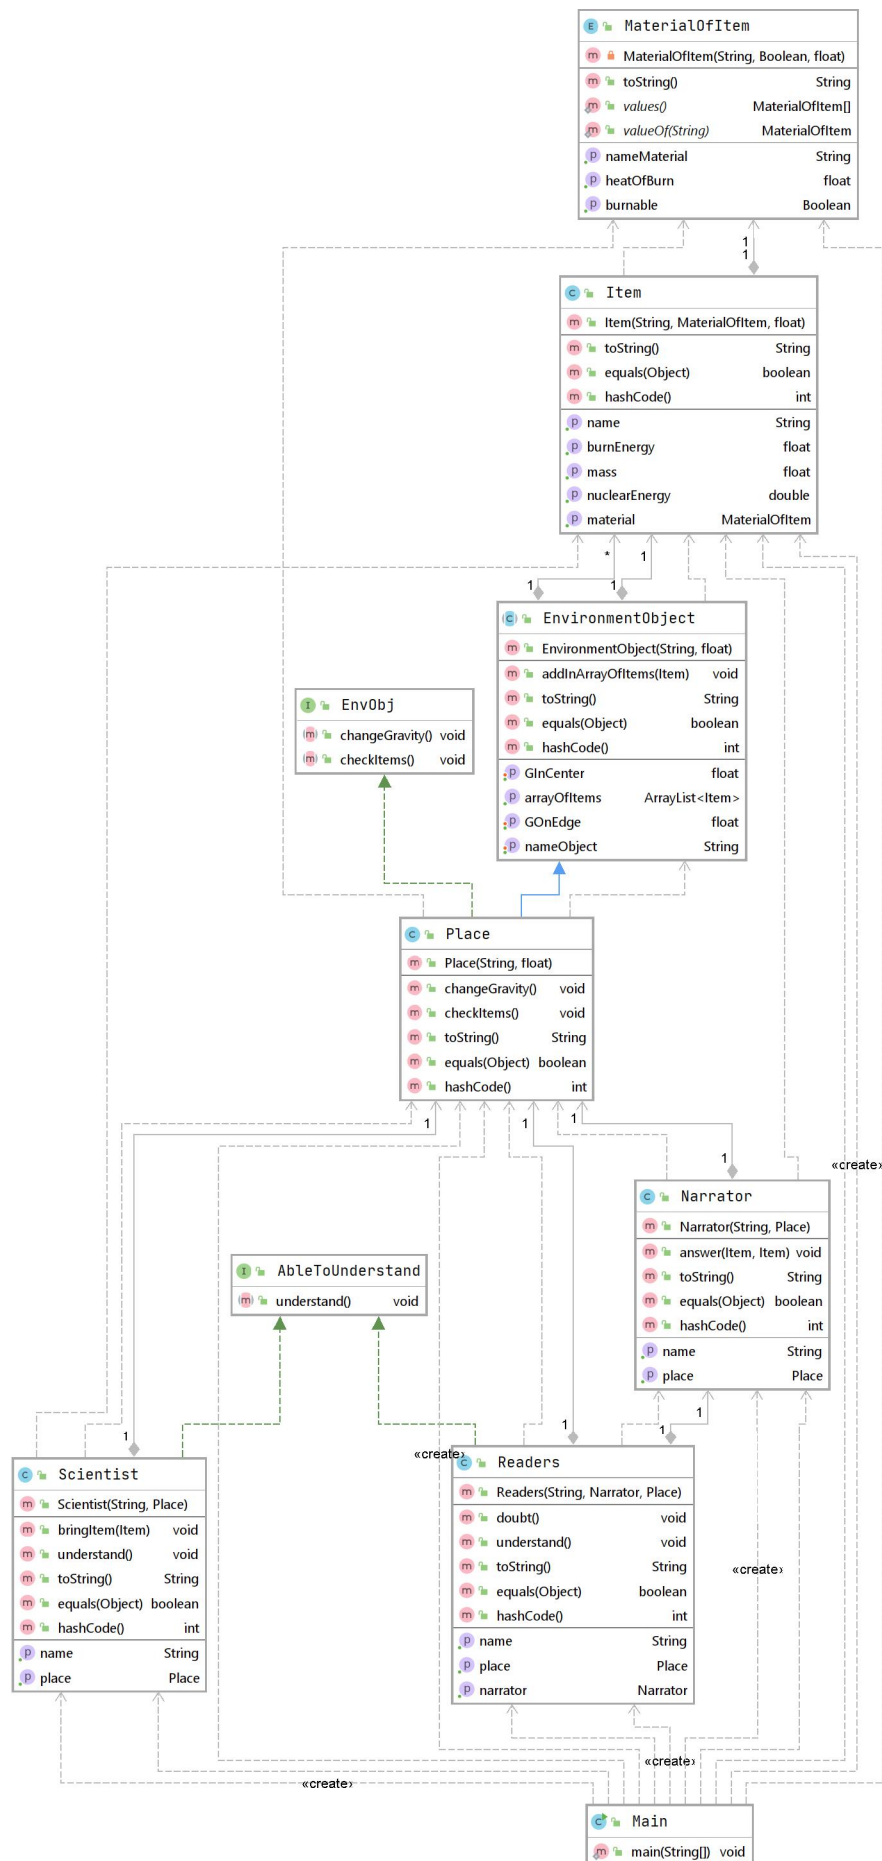 MaterialOfItem
MaterialOfItem(String, Boolean, float)
toString() String
values() MaterialOfItem[]
valueOf(String) MaterialOfItem
nameMaterial String
heatOfBurn float
burnable Boolean
1
1
Item
Item(String, MaterialOfItem, float)
toString() String
equals(Object) boolean
hashCode() int
name String
burnEnergy float
mass float
nuclearEnergy double
material MaterialOfItem
* 1
1 1
EnvironmentObject
EnvironmentObject(String, float)
addInArrayOfItems(Item) void
toString() String
equals(Object) boolean
hashCode() int
GInCenter float
arrayOfItems ArrayList<Item>
GOnEdge float
nameObject String
EnvObj
changeGravity() void
checkItems() void
Place
Place(String, float)
changeGravity() void
checkItems() void
toString() String
equals(Object) boolean
hashCode() int
1 1 1
1
«create»
Narrator
Narrator(String, Place)
answer(Item, Item) void
toString() String
equals(Object) boolean
hashCode() int
name String
place Place
AbleToUnderstand
understand() void
1
1 1 1
«create»
Scientist
Scientist(String, Place)
bringItem(Item) void
understand() void
toString() String
equals(Object) boolean
hashCode() int
name String
place Place
Readers
Readers(String, Narrator, Place)
doubt() void
understand() void
toString() String
equals(Object) boolean
hashCode() int
name String
place Place
narrator Narrator
«create»
«create»
«create»
Main
main(String[]) void